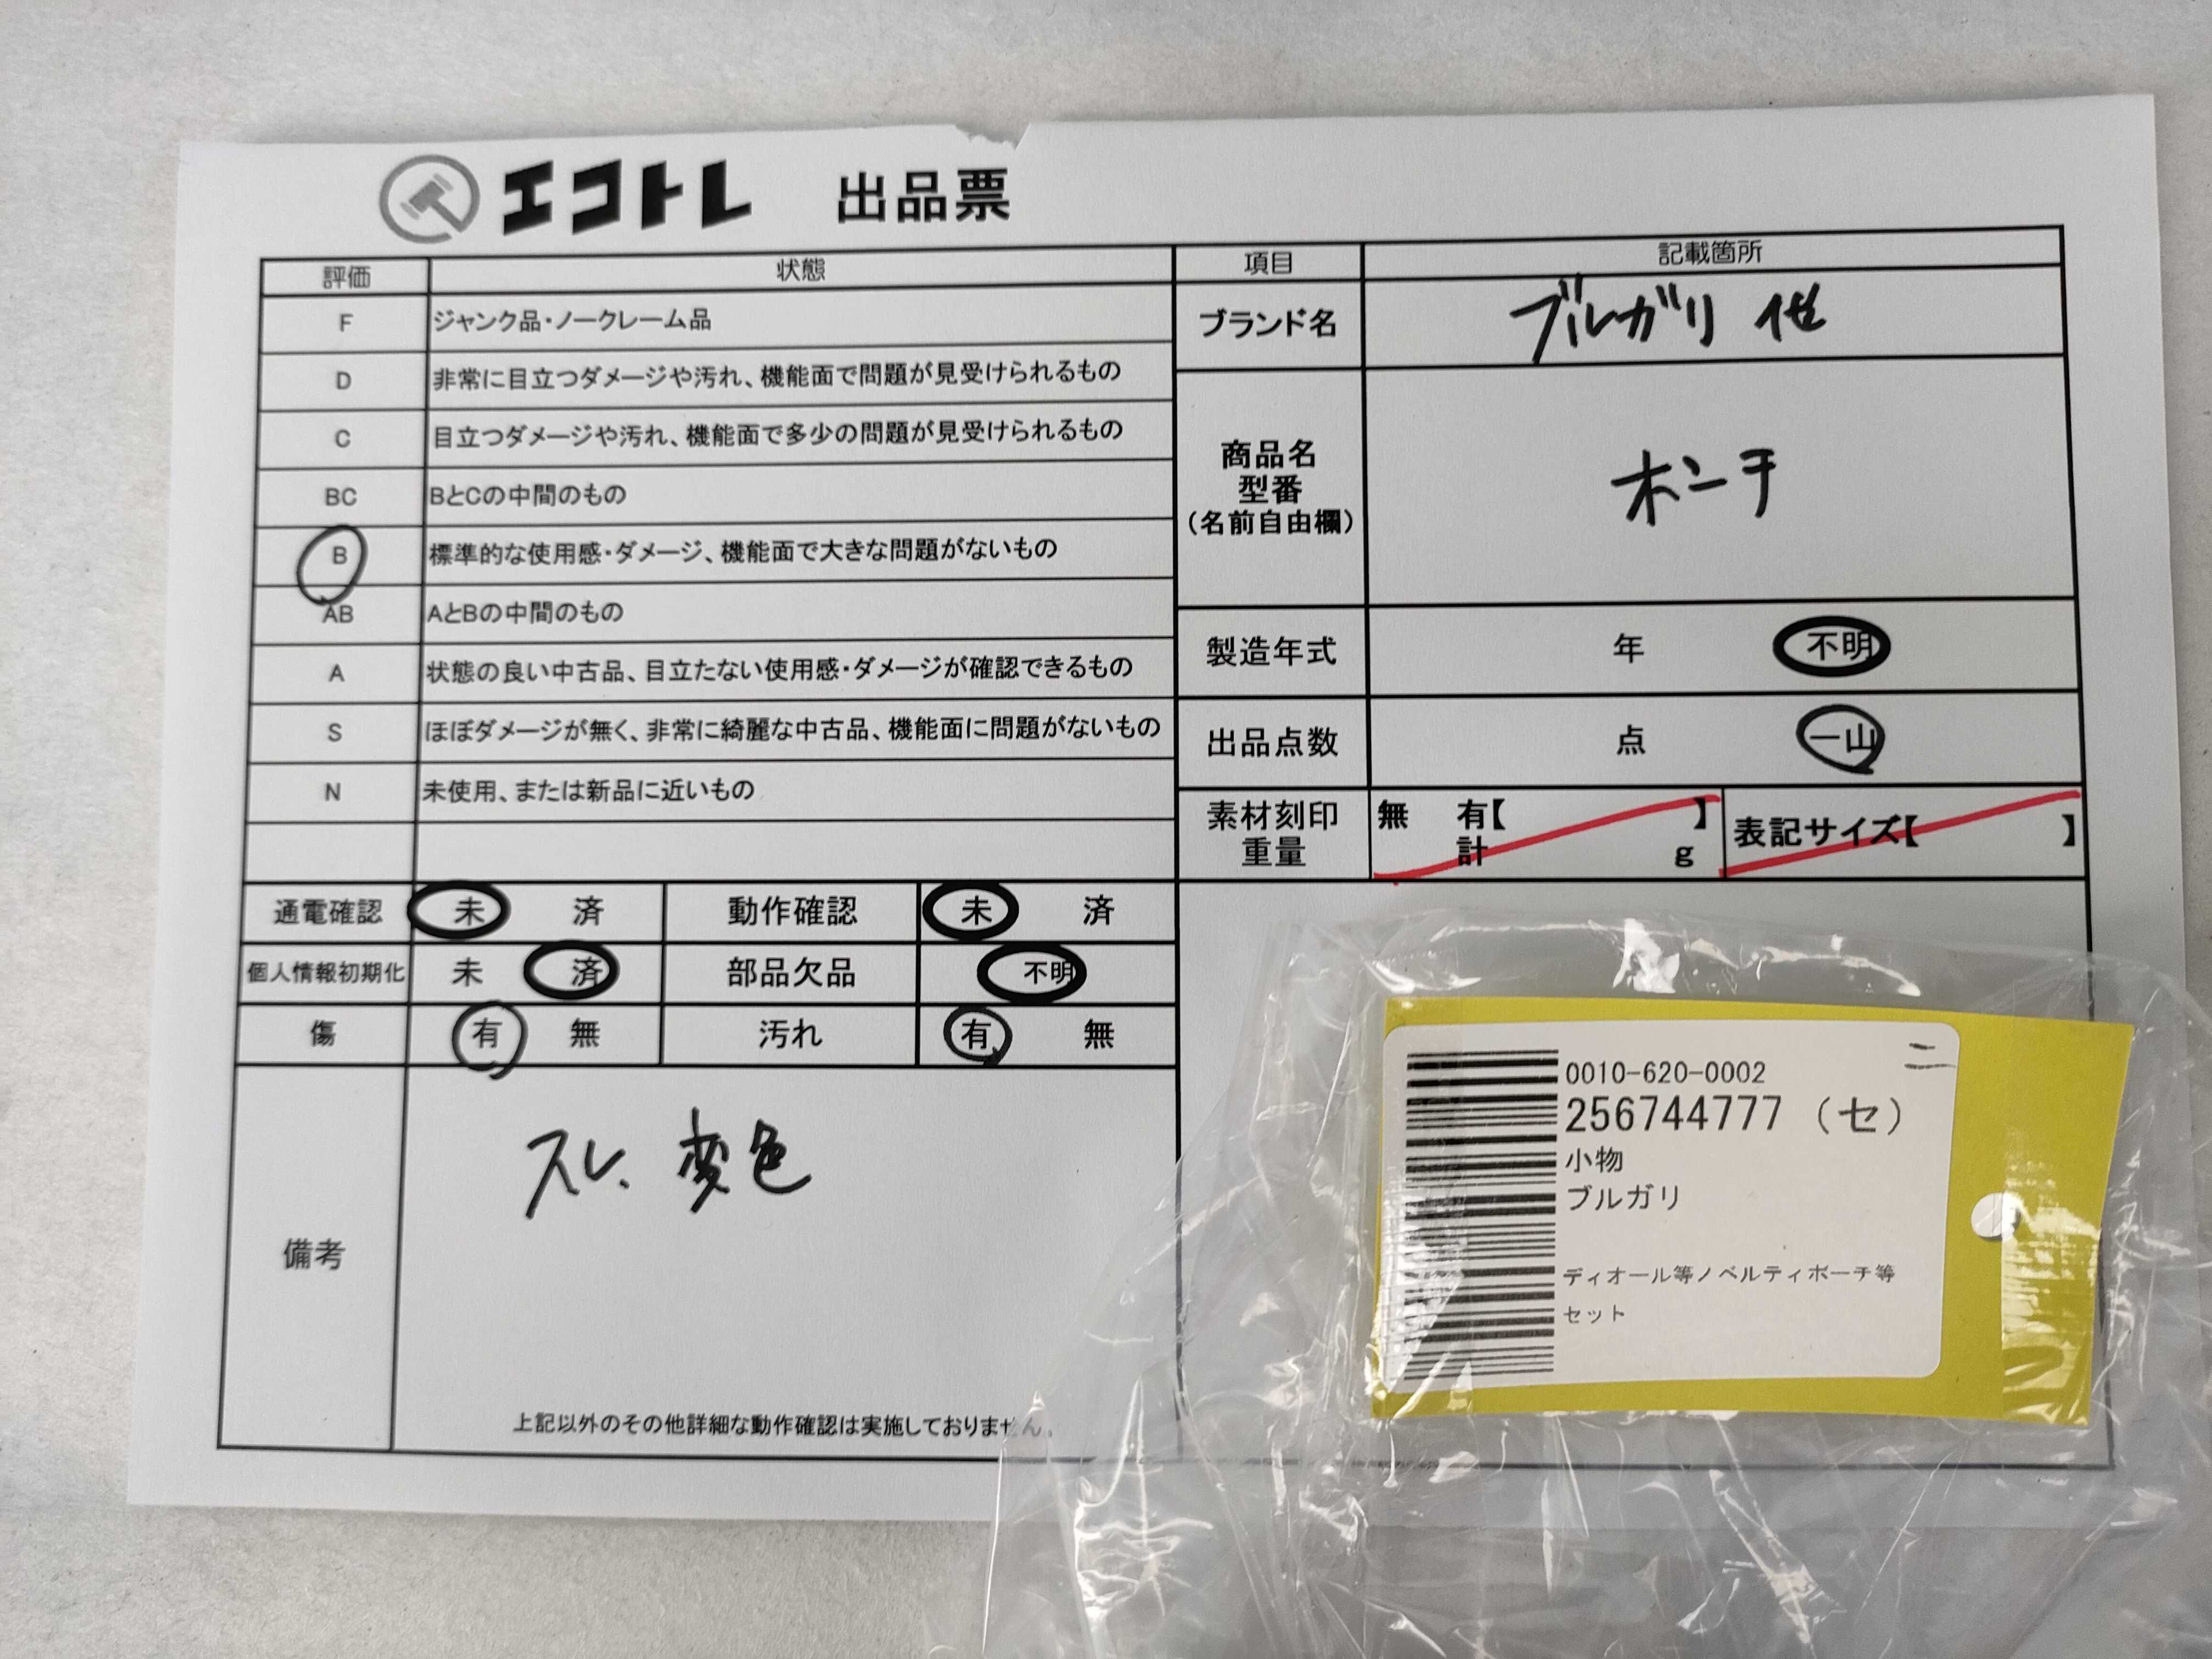 エコトレ 出品票
評価 状態
F ジャンク品・ノークレーム品
D 非常に目立つダメージや汚れ、機能面で問題が見受けられるもの
C 目立つダメージや汚れ、機能面で多少の問題が見受けられるもの
BC BとCの中間のもの
B 標準的な使用感・ダメージ、機能面で大きな問題がないもの
AB AとBの中間のもの
A 状態の良い中古品、目立たない使用感・ダメージが確認できるもの
S ほぼダメージが無く、非常に綺麗な中古品、機能面に問題がないもの
N 未使用、または新品に近いもの
項目 記載箇所
ブランド名 ブルガリ 他
商品名
型番
(名前自由欄)
ポーチ
製造年式 年 不明
出品点数 点 一山
素材刻印
重量
無 有【 】
計 g
表記サイズ【 】
通電確認 未 済 動作確認 未 済
個人情報初期化 未 済 部品欠品 不明
傷 有 無 汚れ 有 無
備考
スレ、変色
上記以外のその他詳細な動作確認は実施しておりません。
0010-620-0002
256744777 (セ)
小物
ブルガリ
ディオール等ノベルティポーチ等
セット